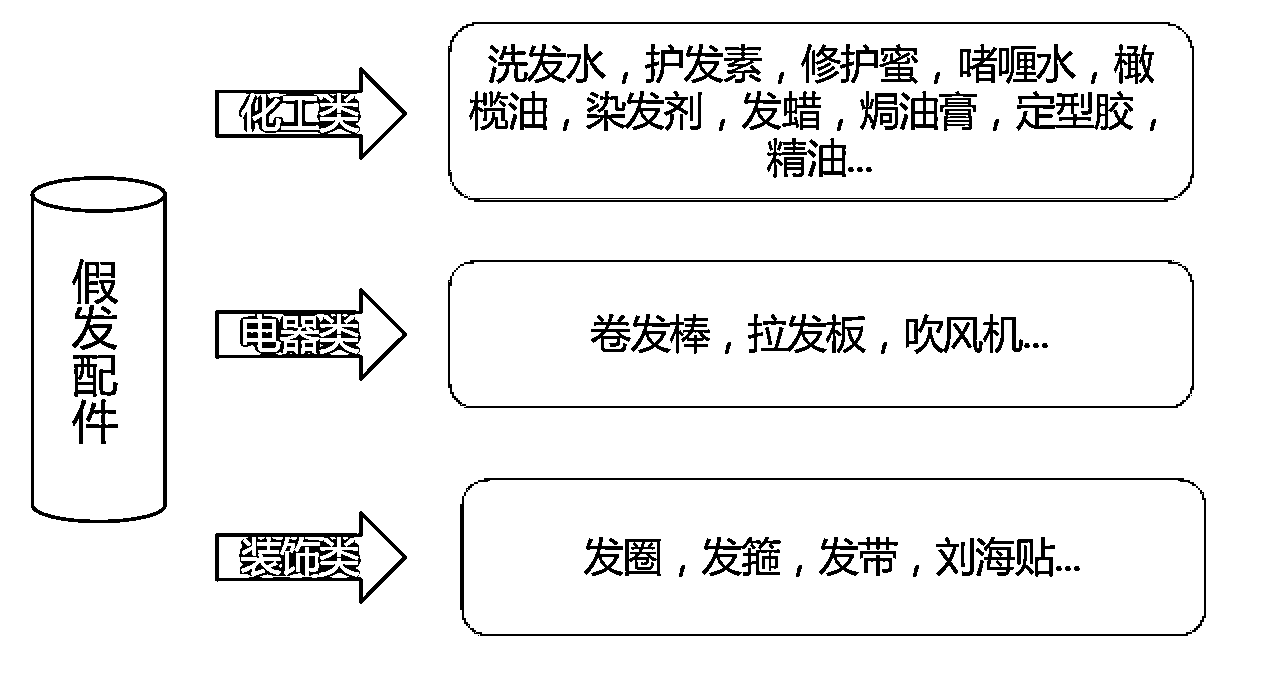 假发配件
化工类
洗发水，护发素，修护蜜，啫喱水，橄
榄油，染发剂，发蜡，焗油膏，定型胶，
精油...
电器类
卷发棒，拉发板，吹风机...
装饰类
发圈，发箍，发带，刘海贴...